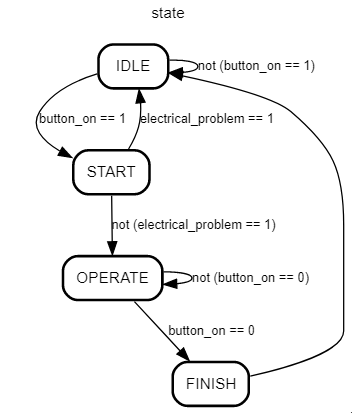 state
IDLE
not (button_on == 1)
button_on == 1
electrical_problem == 1
START
not (electrical_problem == 1)
OPERATE
not (button_on == 0)
button_on == 0
FINISH